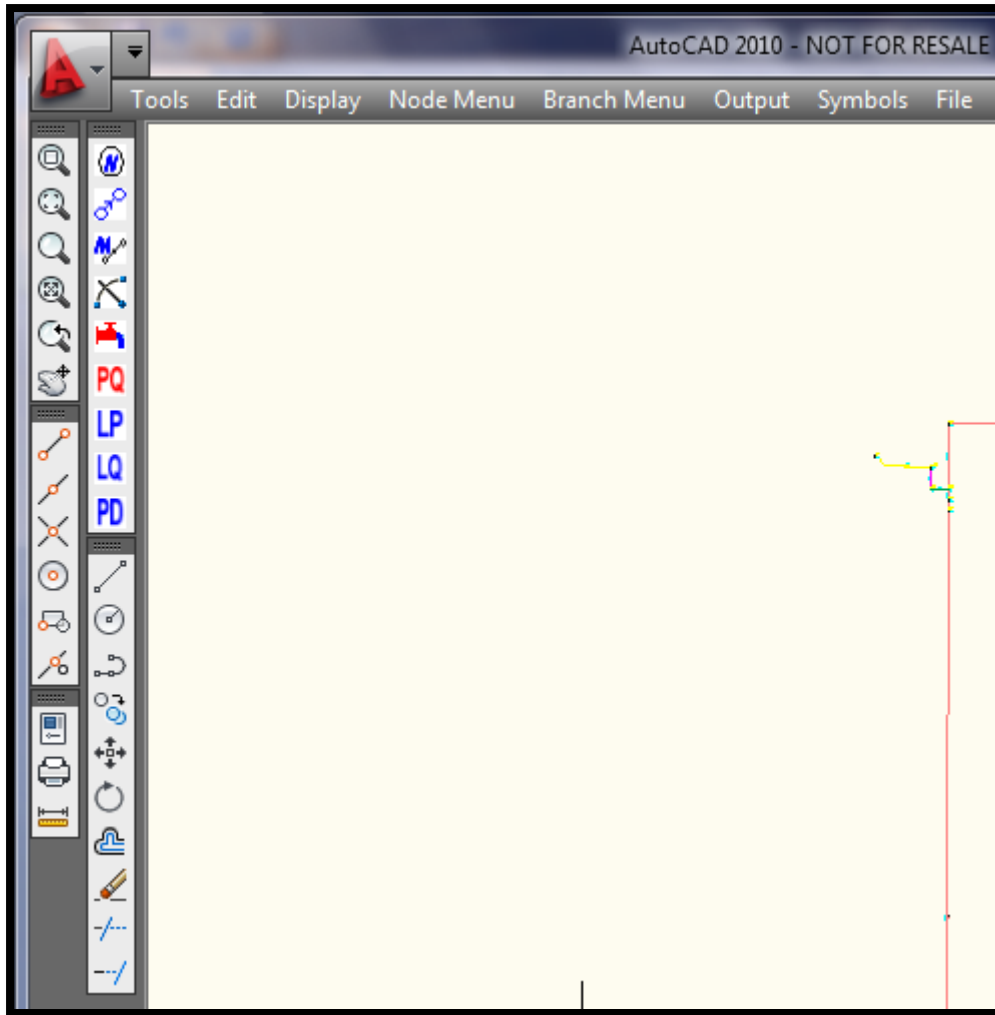 AutoCAD 2010 - NOT FOR RESALE
Tools Edit Display Node Menu Branch Menu Output Symbols File
N
M
PQ
LP
LQ
PD